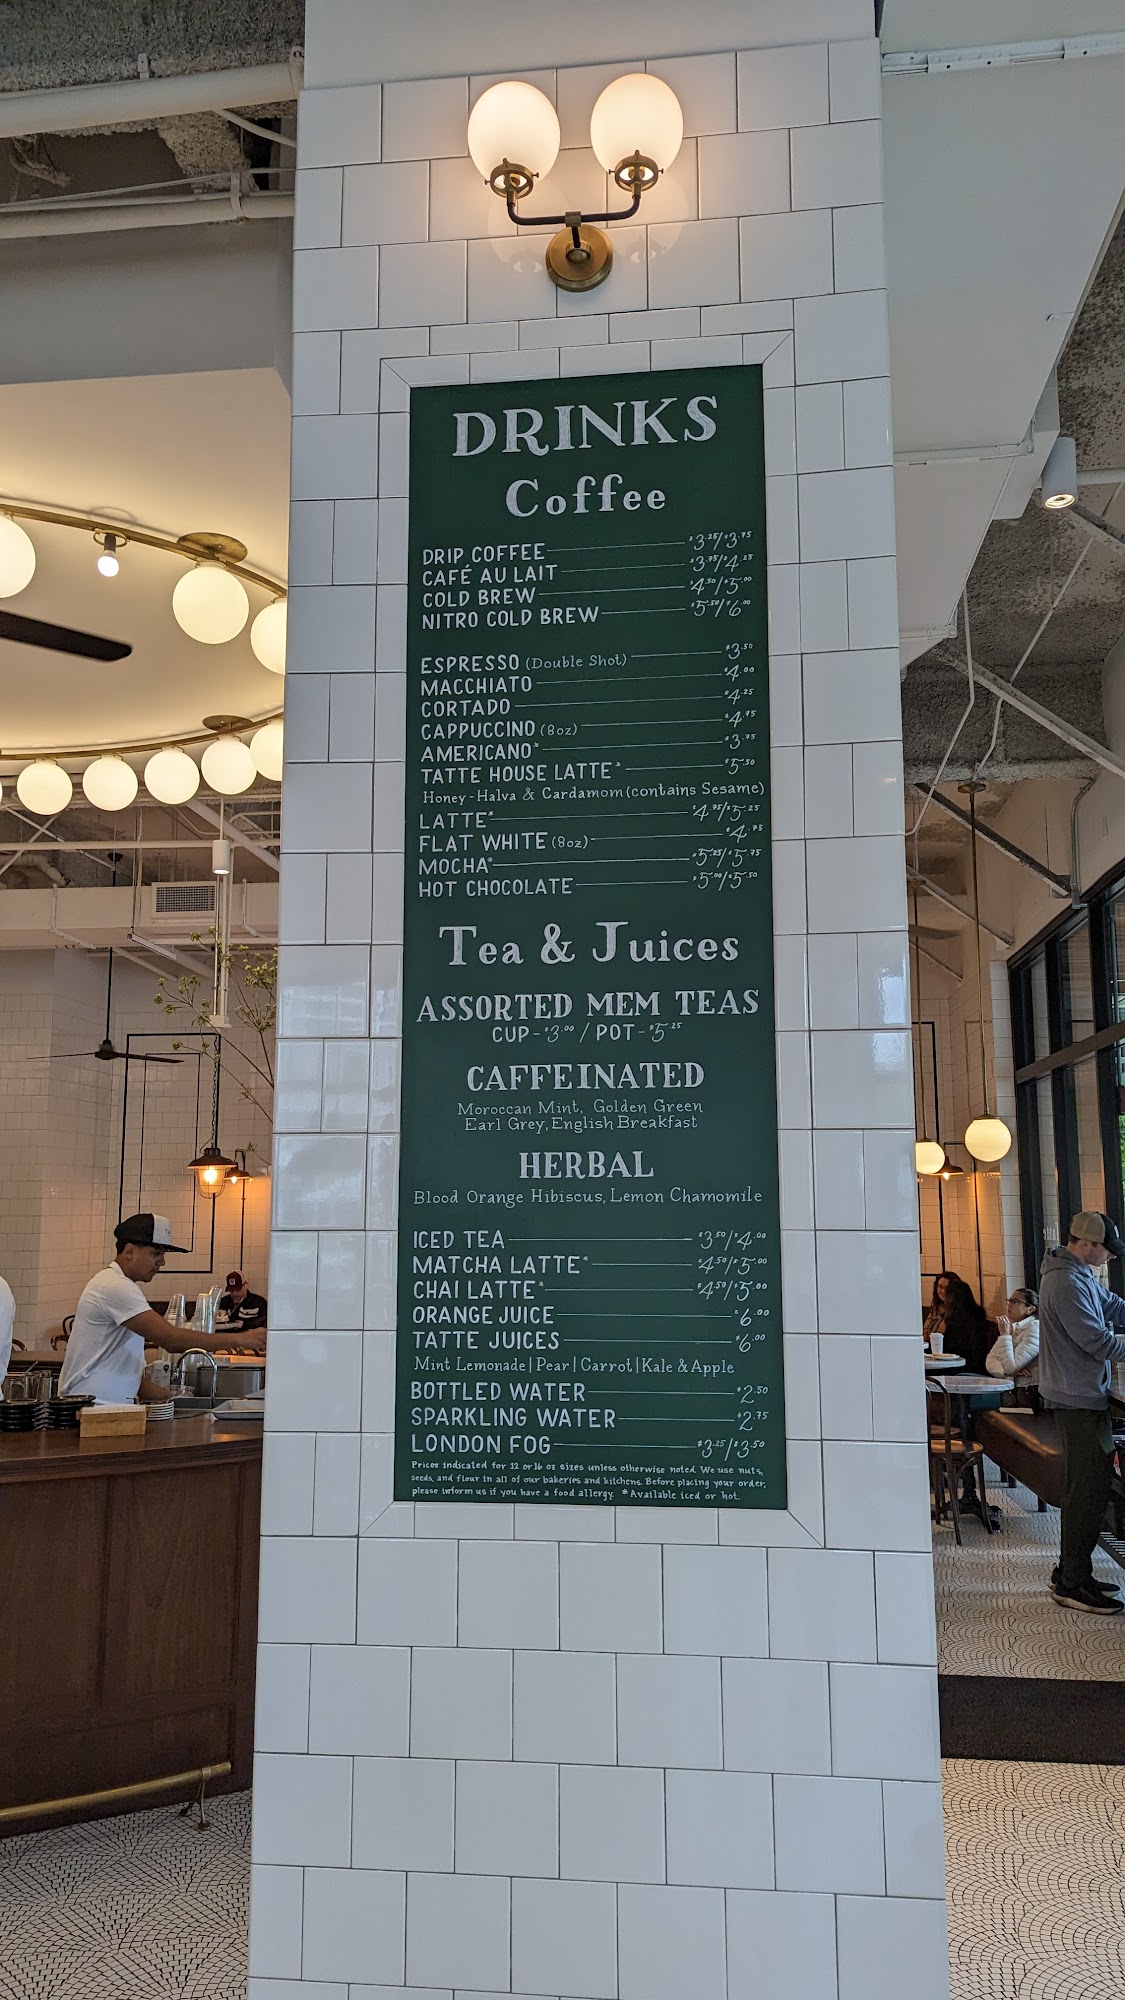 DRINKS
Coffee
DRIP COFFEE $3.25/$3.75
CAFÉ AU LAIT $3.75/$4.25
COLD BREW $4.50/$5.00
NITRO COLD BREW $5.50/$6.00
ESPRESSO (Double Shot) $3.50
MACCHIATO $4.00
CORTADO $4.25
CAPPUCCINO (8oz) $4.75
AMERICANO* $3.75
TATTE HOUSE LATTE* $5.50
Honey-Halva & Cardamom (contains Sesame)
LATTE* $4.75/$5.25
FLAT WHITE (8oz) $4.75
MOCHA* $5.25/$5.75
HOT CHOCOLATE $5.00/$5.50
Tea & Juices
ASSORTED MEM TEAS
CUP - $3.00 / POT - $5.25
CAFFEINATED
Moroccan Mint, Golden Green
Earl Grey, English Breakfast
HERBAL
Blood Orange Hibiscus, Lemon Chamomile
ICED TEA $3.50/$4.00
MATCHA LATTE* $4.50/$5.00
CHAI LATTE* $4.50/$5.00
ORANGE JUICE $6.00
TATTE JUICES $6.00
Mint Lemonade | Pear | Carrot | Kale & Apple
BOTTLED WATER $2.50
SPARKLING WATER $2.75
LONDON FOG $3.25/$3.50
Prices indicated for 12 or 16 oz sizes unless otherwise noted. We use nuts,
seeds, and flour in all of our bakeries and kitchens. Before placing your order,
please inform us if you have a food allergy. *Available iced or hot.